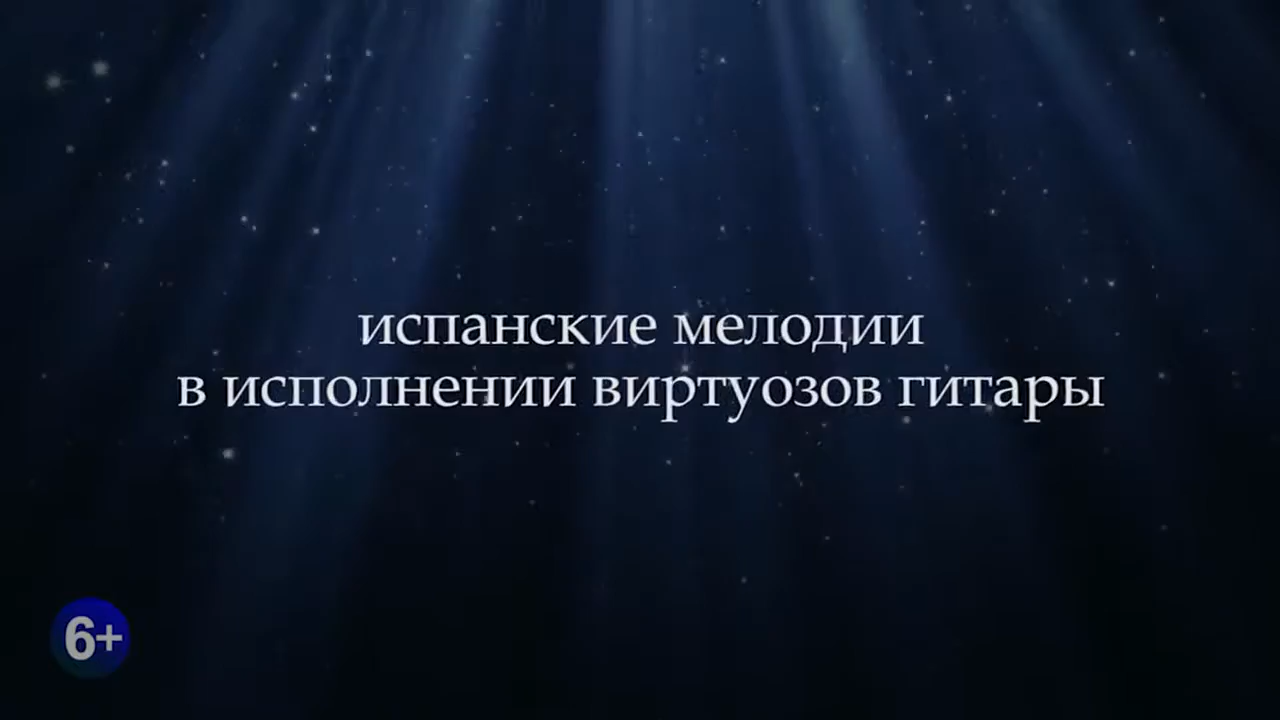 испанские мелодии
в исполнении виртуозов гитары
6+